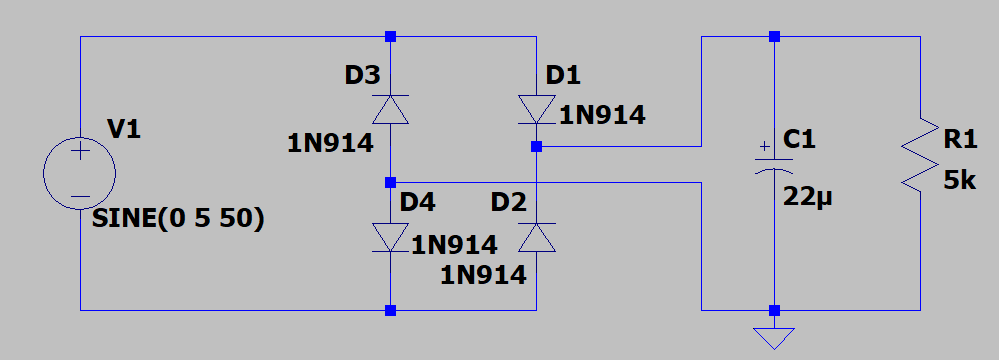 D3
D1
1N914
V1
1N914
C1
R1
+
22µ
5k
SINE(0 5 50)
D4
D2
1N914
1N914